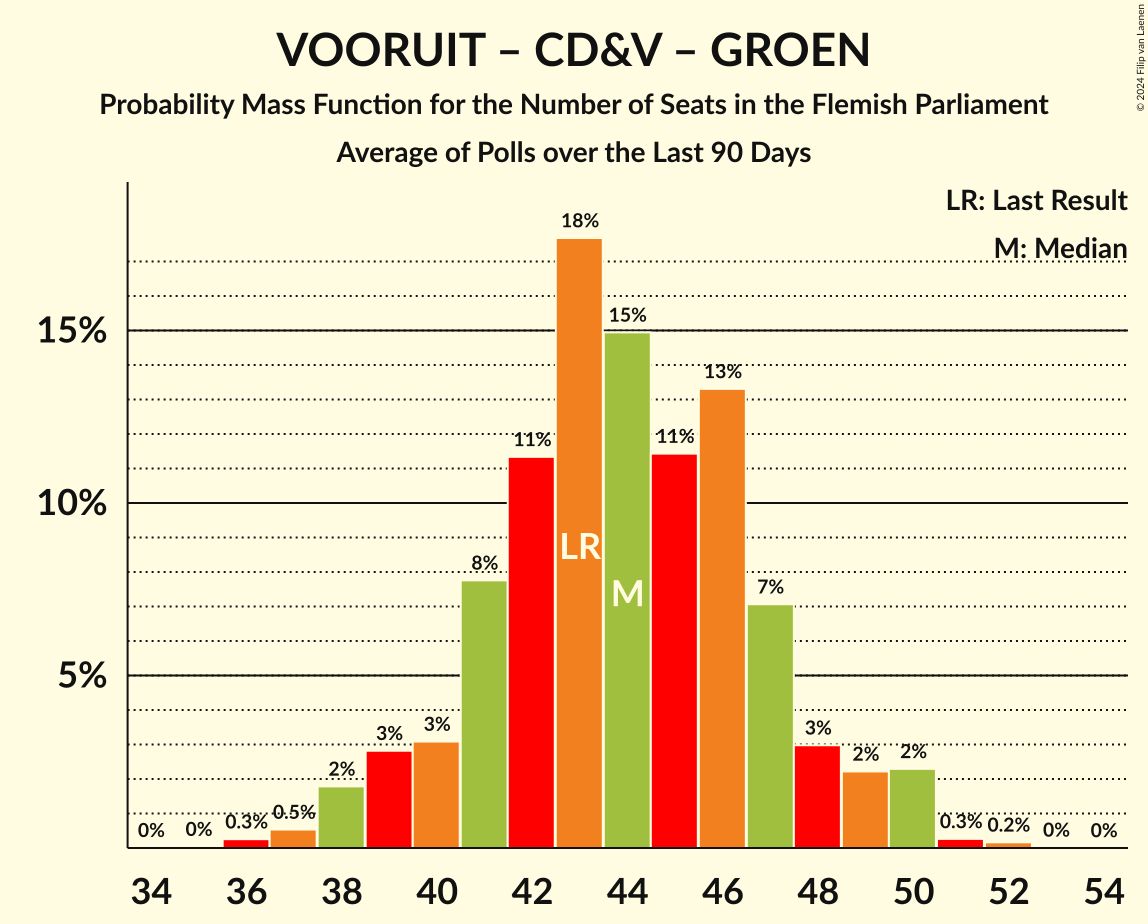 VOORUIT – CD&V – GROEN
Probability Mass Function for the Number of Seats in the Flemish Parliament
Average of Polls over the Last 90 Days
© 2024 Filip van Laenen
LR: Last Result
M: Median
15%
10%
5%
0%
0%
0.3%
0.5%
2%
3%
3%
8%
11%
18%
15%
11%
13%
7%
3%
2%
2%
0.3%
0.2%
0%
0%
LR
M
34 36 38 40 42 44 46 48 50 52 54